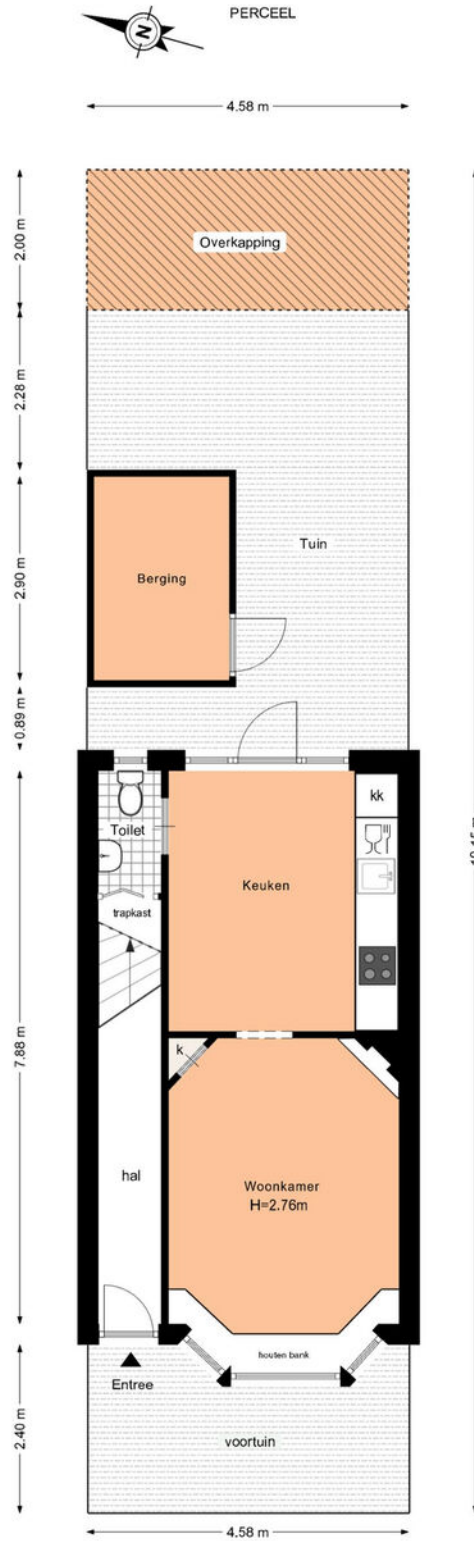 PERCEEL
N
4.58 m
2.00 m
Overkapping
2.28 m
Tuin
2.90 m
Berging
0.89 m
kk
Toilet
Keuken
trapkast
7.88 m
k
hal
Woonkamer
H=2.76m
houten bank
Entree
2.40 m
voortuin
4.58 m